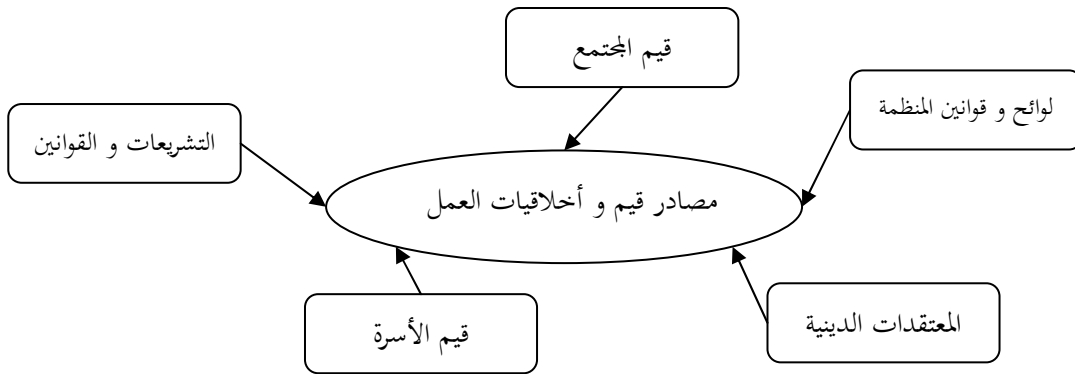 قيم المجتمع
لوائح و قوانين المنظمة
التشريعات و القوانين
مصادر قيم و أخلاقيات العمل
المعتقدات الدينية
قيم الأسرة